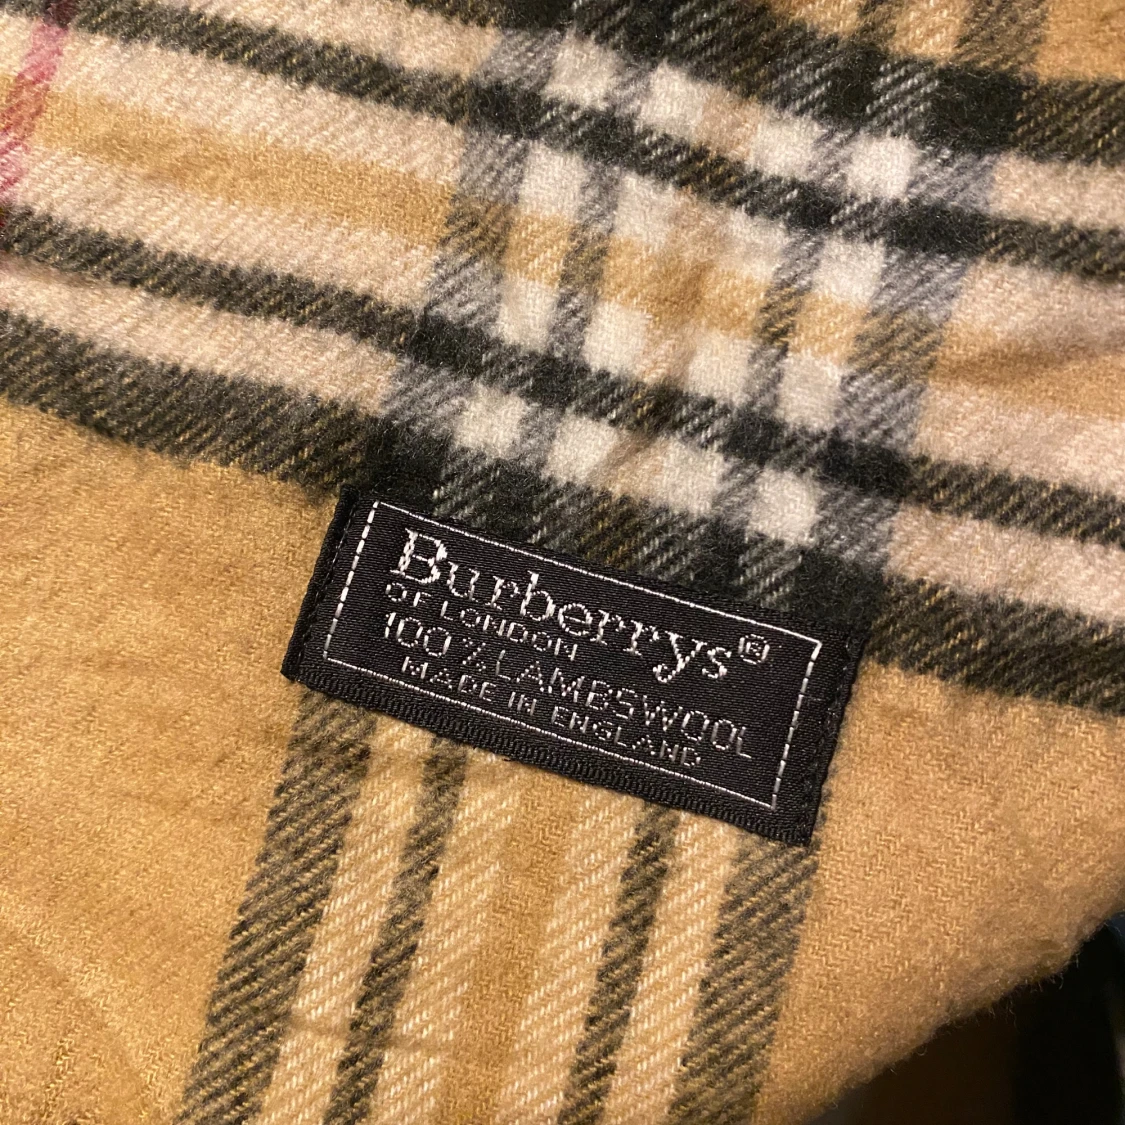 Burberrys®
OF LONDON
100% LAMBSWOOL
MADE IN ENGLAND